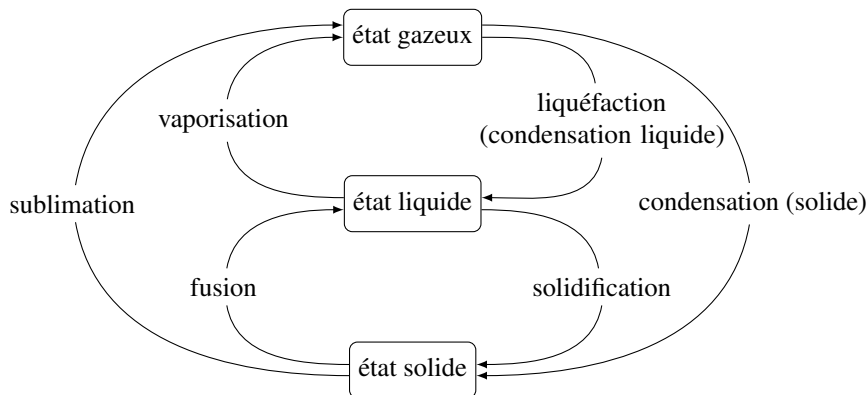 état gazeux
liquéfaction
(condensation liquide)
vaporisation
état liquide
sublimation
condensation (solide)
fusion
solidification
état solide